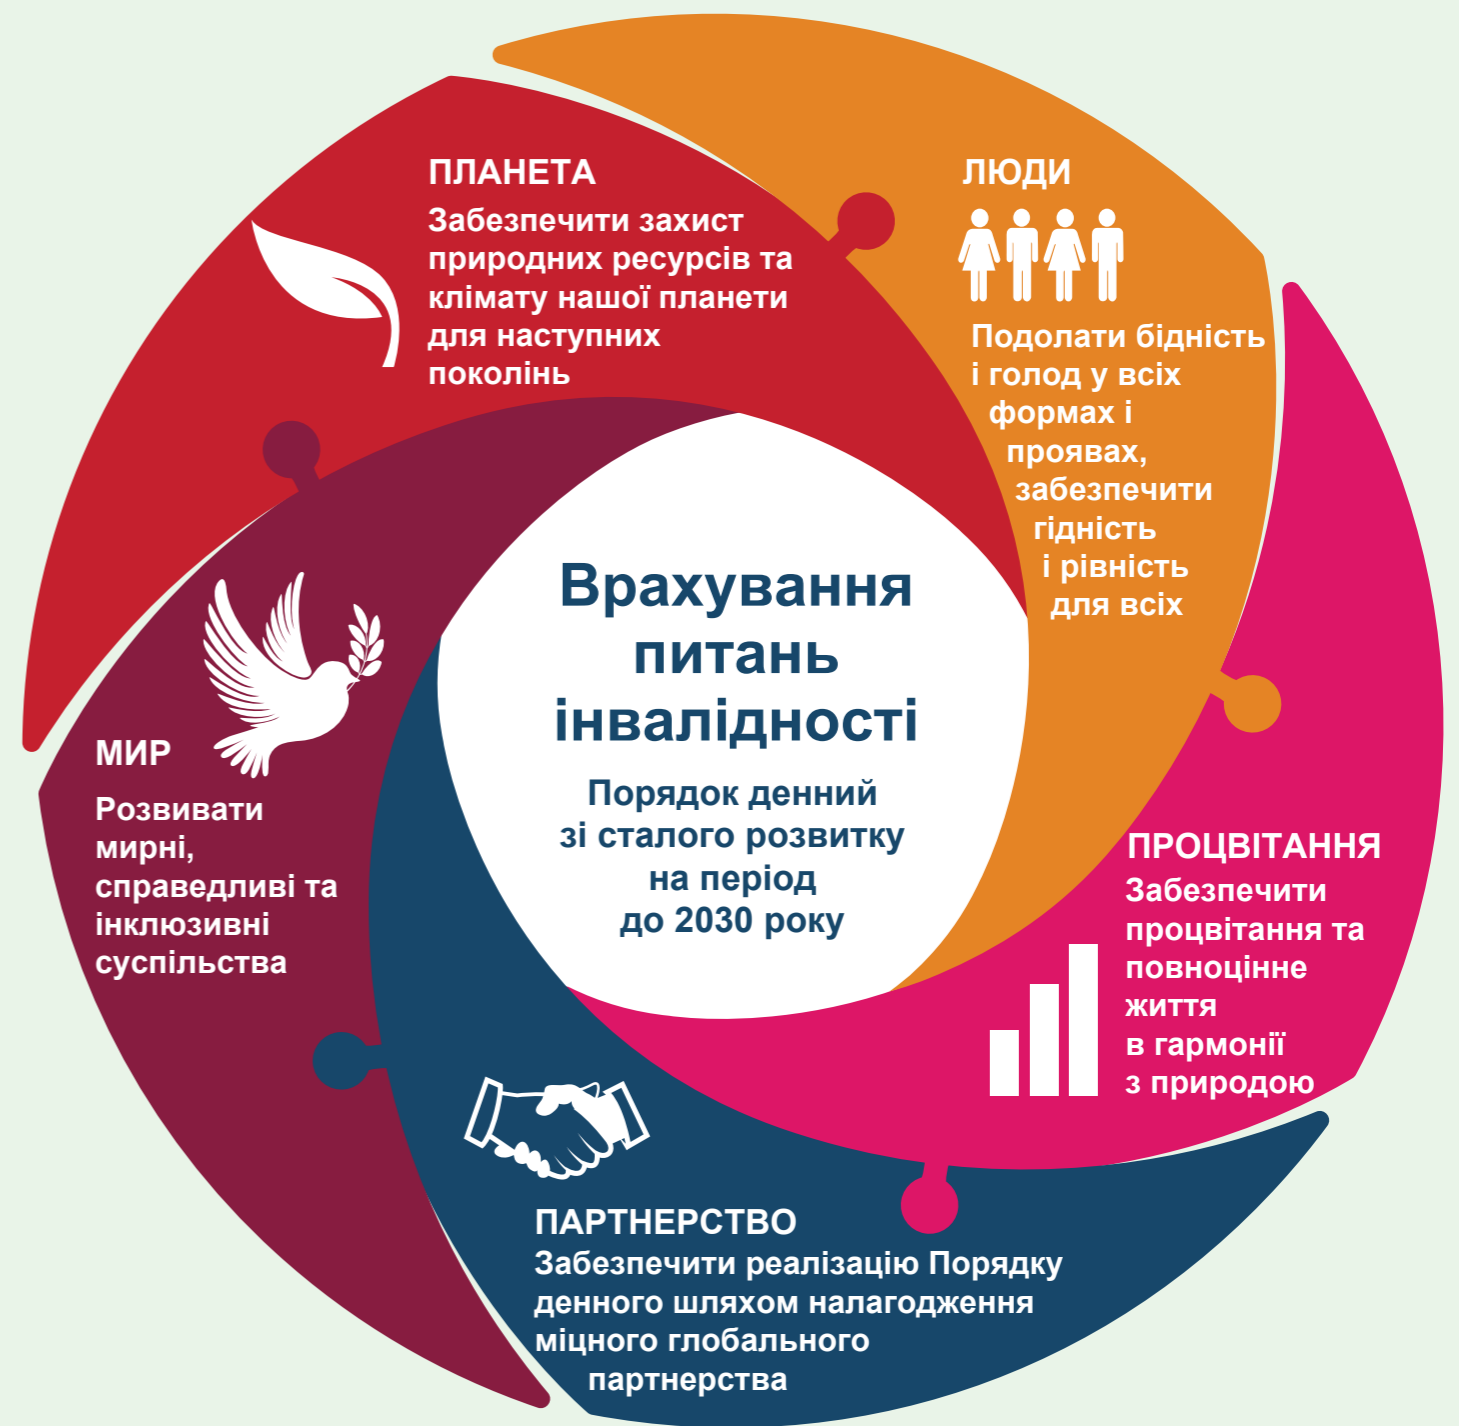 ПЛАНЕТА
Забезпечити захист
природних ресурсів та
клімату нашої планети
для наступних
поколінь
ЛЮДИ
Подолати бідність
і голод у всіх
формах і
проявах,
забезпечити
гідність
і рівність
для всіх
Врахування
питань
інвалідності
Порядок денний
зі сталого розвитку
на період
до 2030 року
МИР
Розвивати
мирні,
справедливі та
інклюзивні
суспільства
ПРОЦВІТАННЯ
Забезпечити
процвітання та
повноцінне
життя
в гармонії
з природою
ПАРТНЕРСТВО
Забезпечити реалізацію Порядку
денного шляхом налагодження
міцного глобального
партнерства